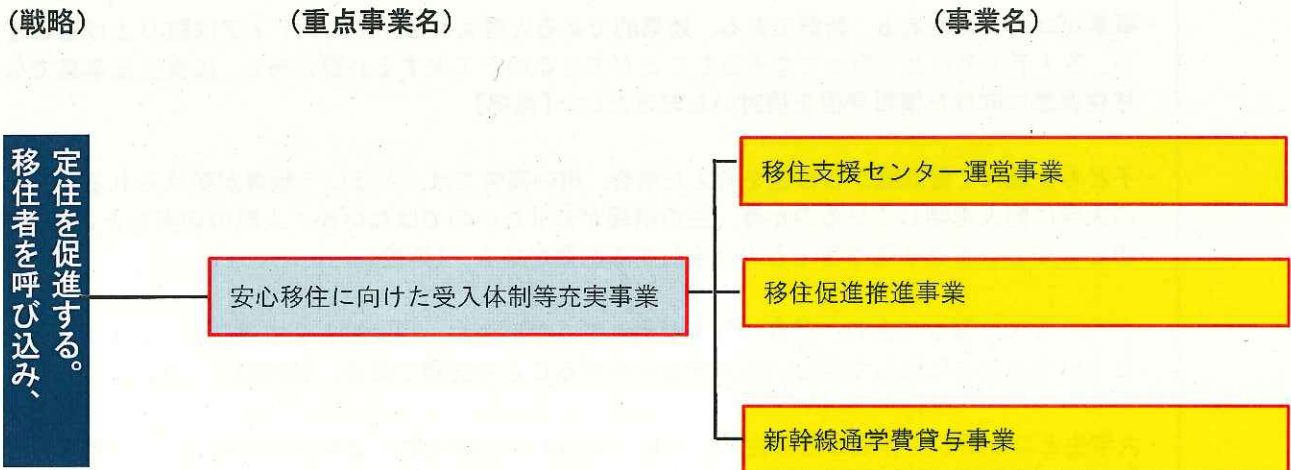 (戦略)
(重点事業名)
(事業名)
移住者を呼び込み、
定住を促進する。
安心移住に向けた受入体制等充実事業
移住支援センター運営事業
移住促進推進事業
新幹線通学費貸与事業